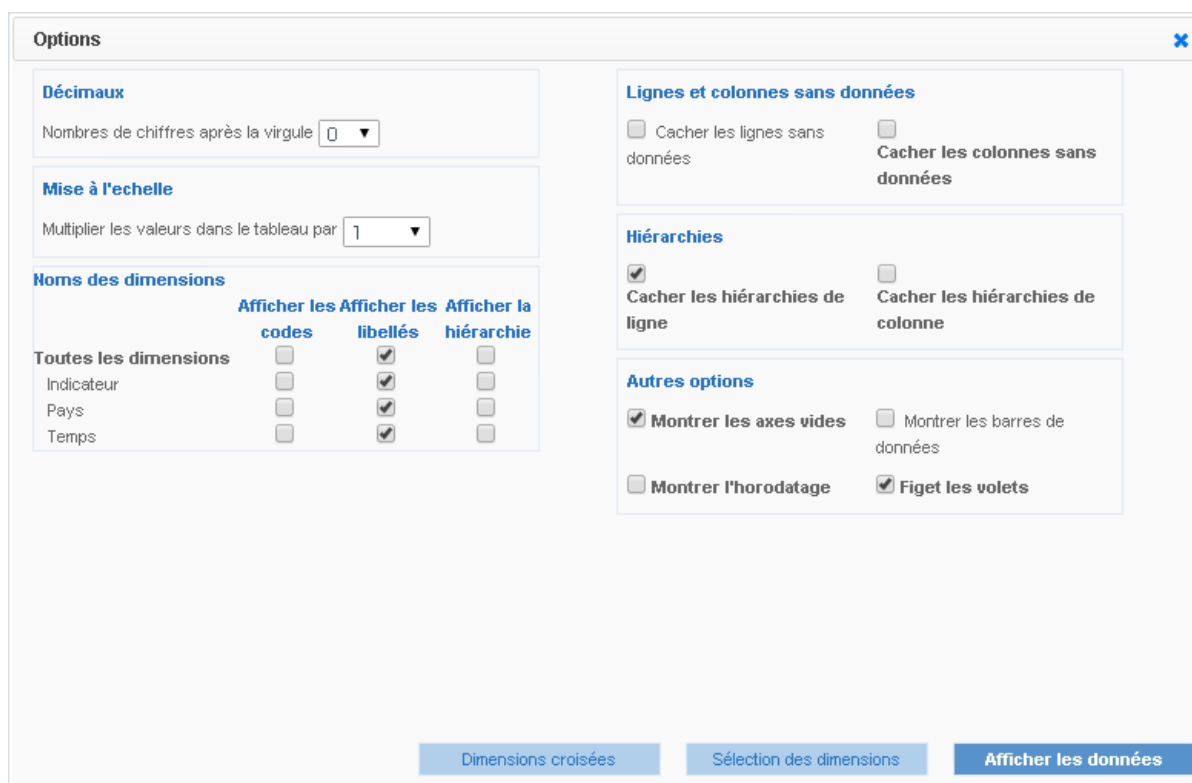 Options
Décimaux
Nombres de chiffres après la virgule 0
Mise à l'echelle
Multiplier les valeurs dans le tableau par 1
Noms des dimensions
Afficher les codes
Afficher les libellés
Afficher la hiérarchie
Toutes les dimensions
Indicateur
Pays
Temps
Lignes et colonnes sans données
Cacher les lignes sans
données
Cacher les colonnes sans
données
Hiérarchies
Cacher les hiérarchies de
ligne
Cacher les hiérarchies de
colonne
Autres options
Montrer les axes vides
Montrer les barres de
données
Montrer l'horodatage
Figet les volets
Dimensions croisées
Sélection des dimensions
Afficher les données